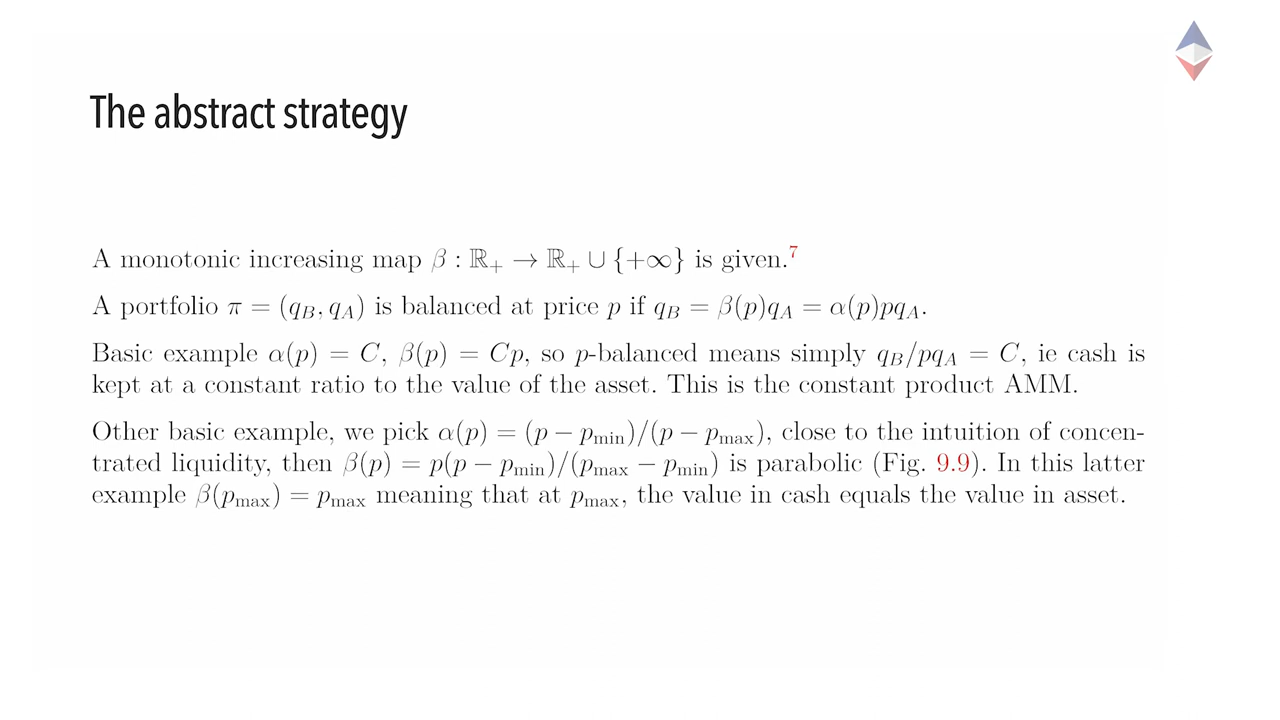 The abstract strategy
A monotonic increasing map β : ℝ₊ → ℝ₊ ∪ {+∞} is given.⁷
A portfolio π = (q_B, q_A) is balanced at price p if q_B = β(p)q_A = α(p)pq_A.
Basic example α(p) = C, β(p) = Cp, so p-balanced means simply q_B/pq_A = C, ie cash is
kept at a constant ratio to the value of the asset. This is the constant product AMM.
Other basic example, we pick α(p) = (p − p_min)/(p − p_max), close to the intuition of concen-
trated liquidity, then β(p) = p(p − p_min)/(p_max − p_min) is parabolic (Fig. 9.9). In this latter
example β(p_max) = p_max meaning that at p_max, the value in cash equals the value in asset.